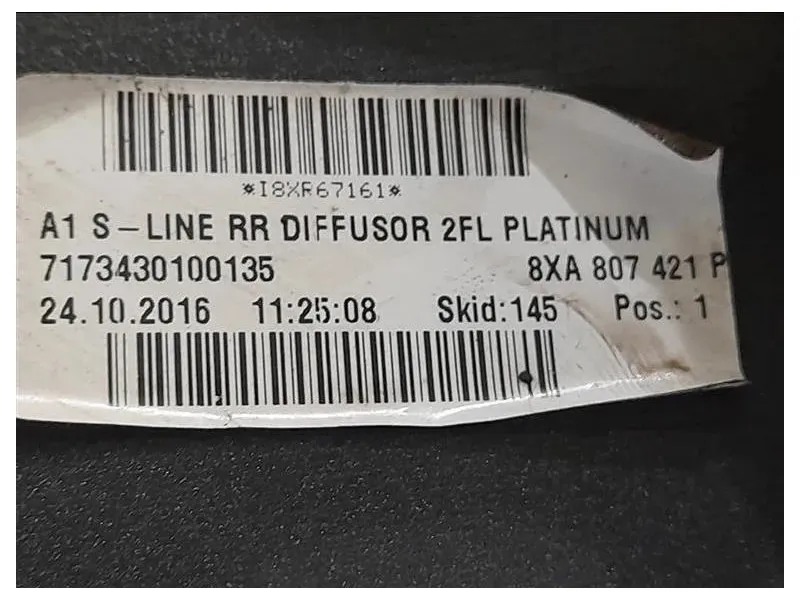 *I8XR67161*
A1 S-LINE RR DIFFUSOR 2FL PLATINUM
7173430100135 8XA 807 421 P
24.10.2016 11:25:08 Skid:145 Pos.: 1